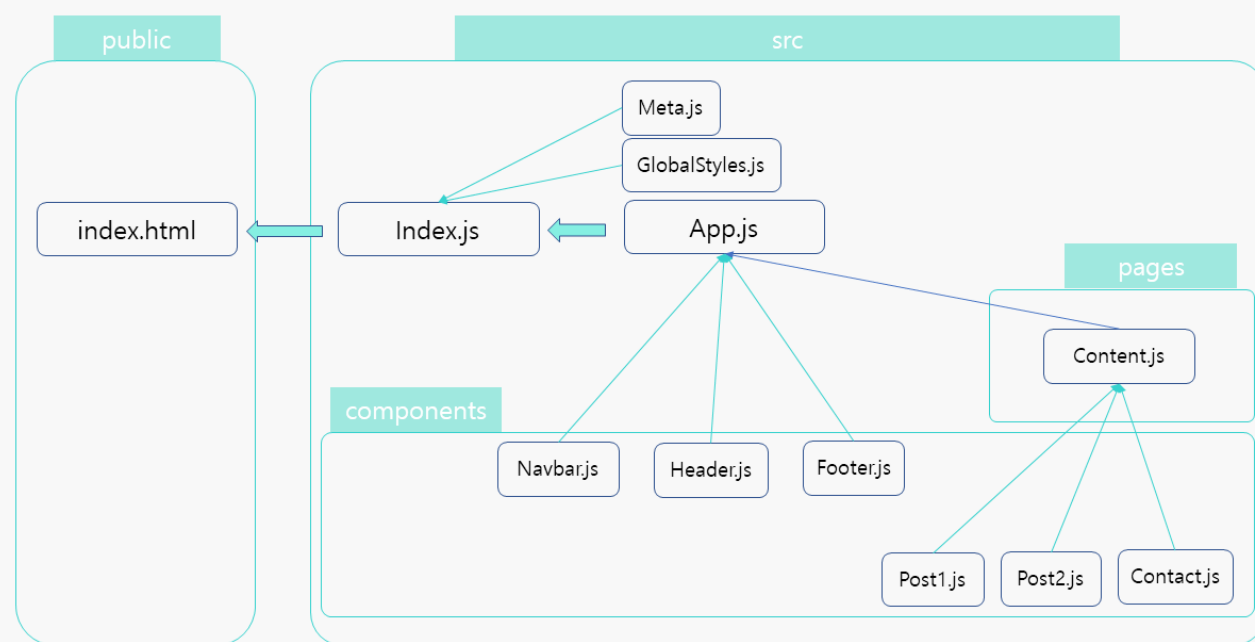 public
src
Meta.js
GlobalStyles.js
index.html
Index.js
App.js
pages
Content.js
components
Navbar.js
Header.js
Footer.js
Post1.js
Post2.js
Contact.js